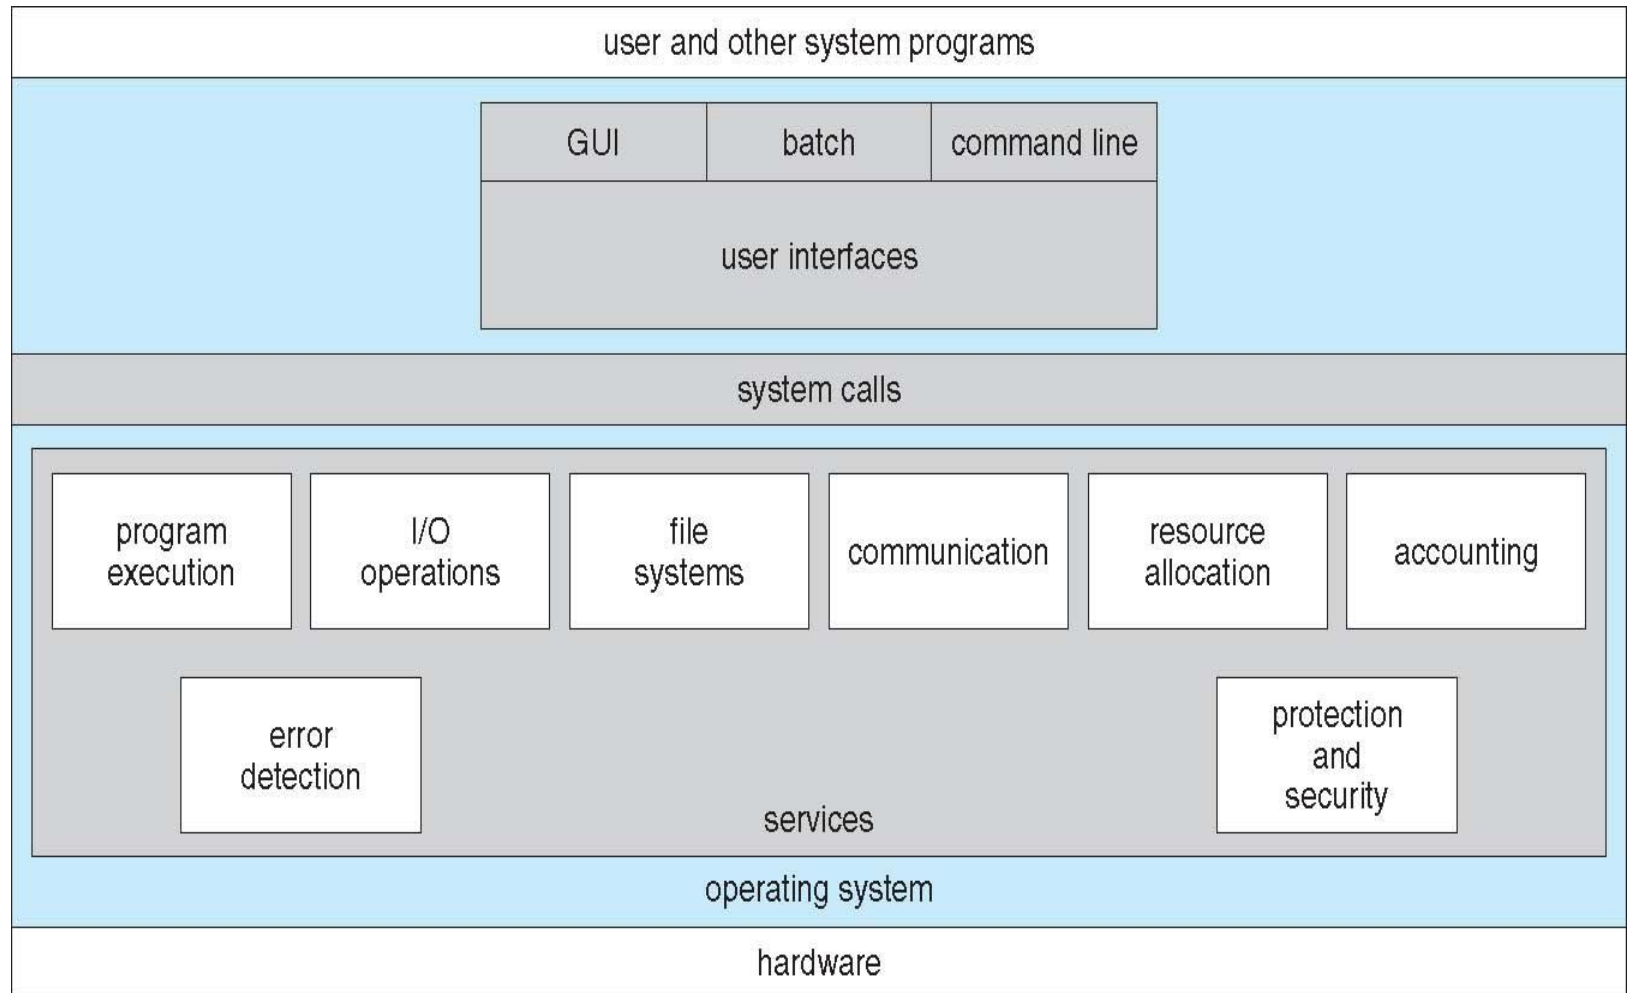 user and other system programs
GUI
batch
command line
user interfaces
system calls
program
execution
I/O
operations
file
systems
communication
resource
allocation
accounting
error
detection
protection
and
security
services
operating system
hardware